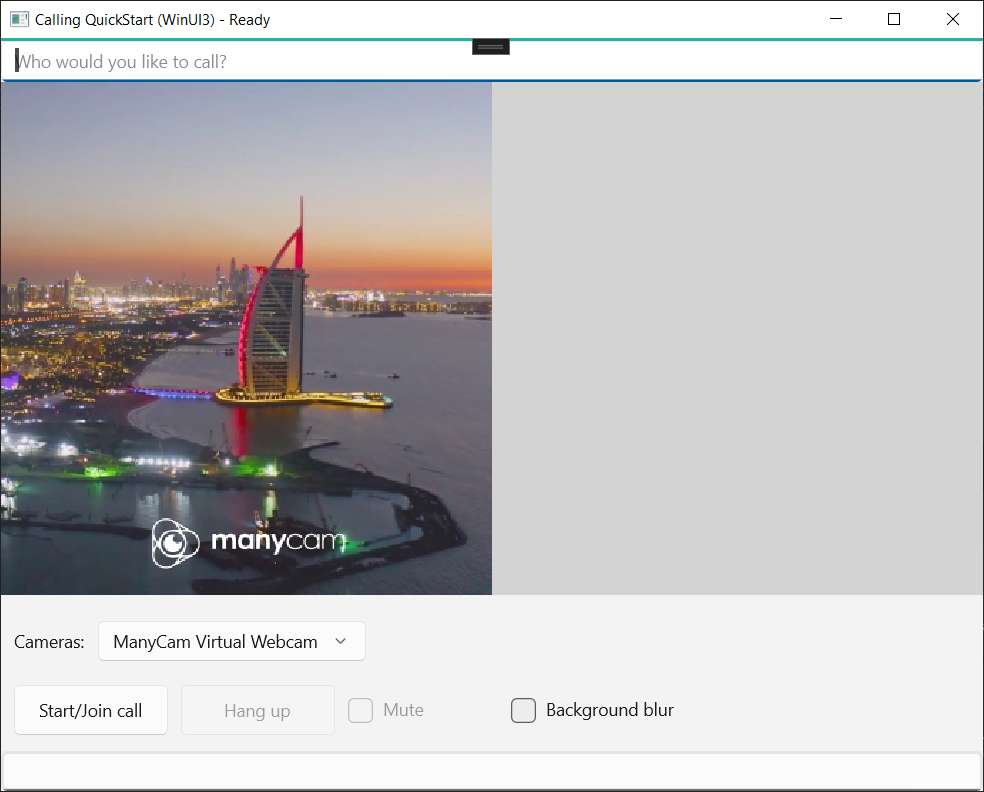 Calling QuickStart (WinUI3) - Ready
Who would you like to call?
manycam
Cameras: ManyCam Virtual Webcam
Start/Join call Hang up Mute Background blur